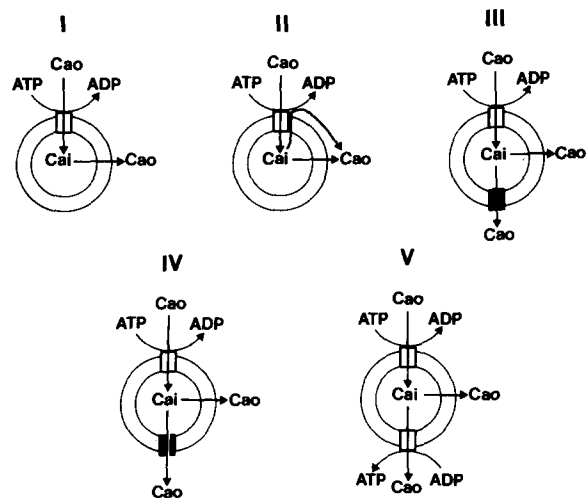 I II III
Cao Cao Cao
ATP ADP ATP ADP ATP ADP
Cai Cao Cai Cao Cai Cao
Cao
IV V
Cao Cao
ATP ADP ATP ADP
Cai Cao Cai Cao
ATP ADP
Cao Cao